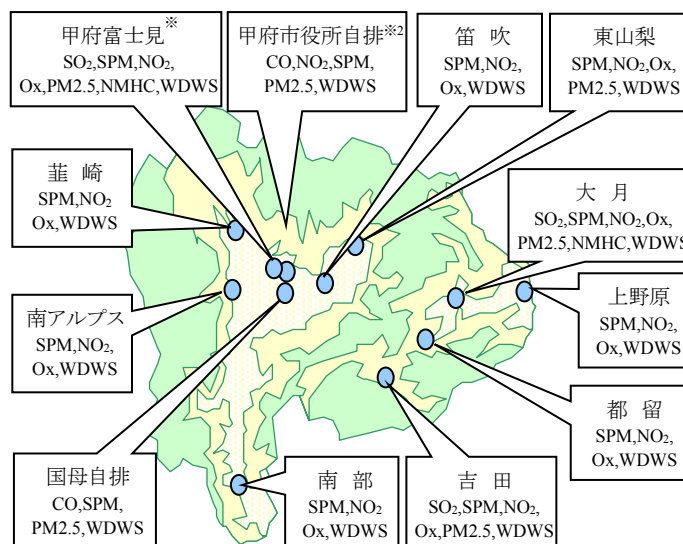 甲府富士見※
SO₂,SPM,NO₂,
Ox,PM2.5,NMHC,WDWS
甲府市役所自排※2
CO,NO₂,SPM,
PM2.5,WDWS
笛 吹
SPM,NO₂,
Ox,WDWS
東山梨
SPM,NO₂,Ox,
PM2.5,WDWS
韮 崎
SPM,NO₂
Ox,WDWS
大 月
SO₂,SPM,NO₂,Ox,
PM2.5,NMHC,WDWS
南アルプス
SPM,NO₂,
Ox,WDWS
上野原
SPM,NO₂,
Ox,WDWS
都 留
SPM,NO₂,
Ox,WDWS
国母自排
CO,SPM,
PM2.5,WDWS
南 部
SPM,NO₂
Ox,WDWS
吉 田
SO₂,SPM,NO₂,
Ox,PM2.5,WDWS